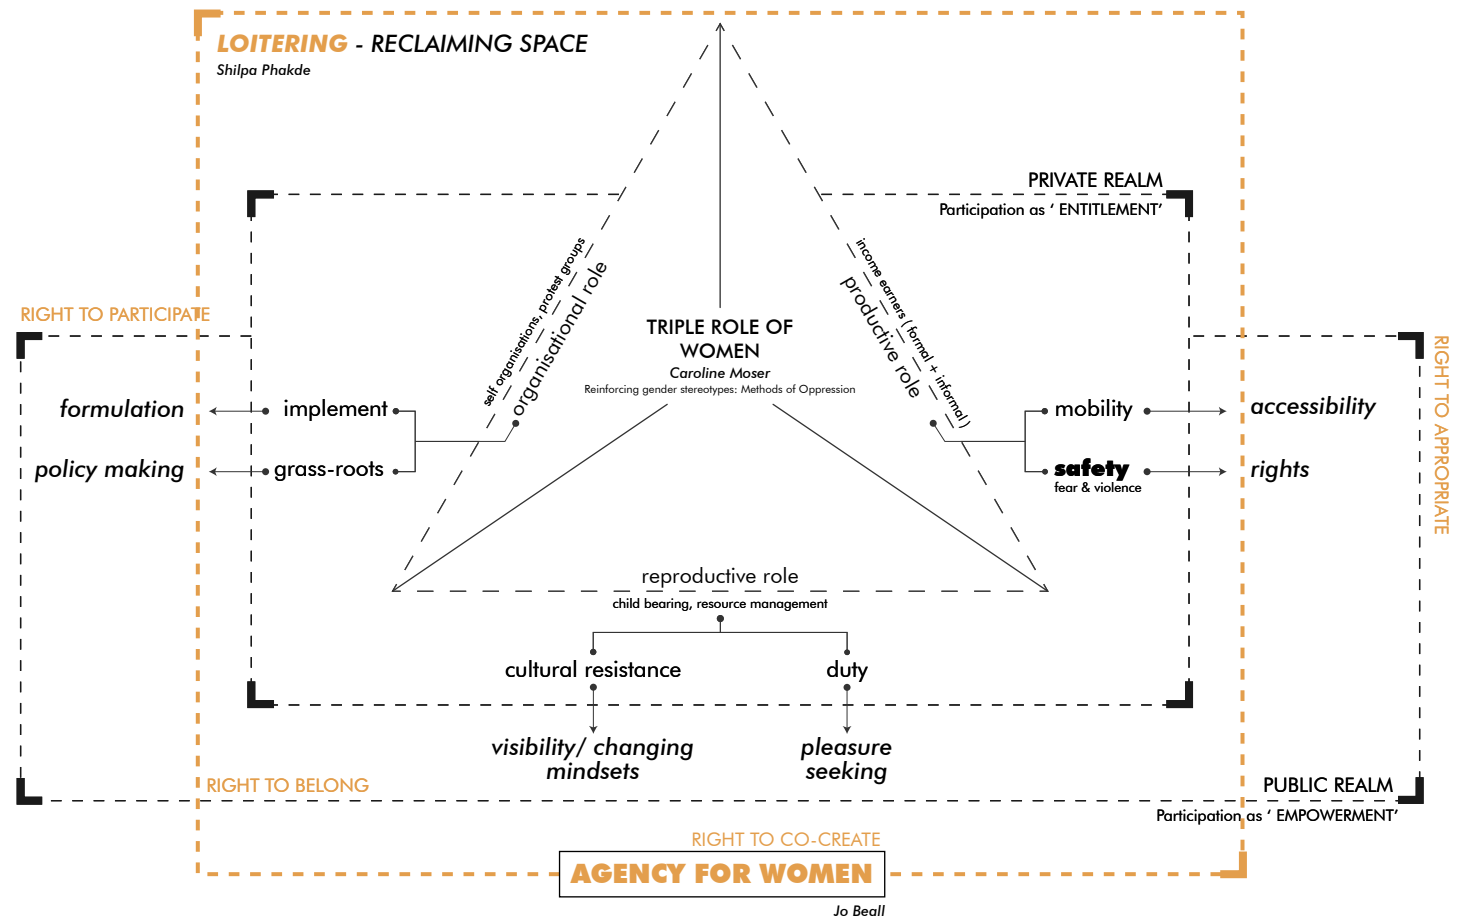 LOITERING - RECLAIMING SPACE
Shilpa Phakde
PRIVATE REALM
Participation as ‘ ENTITLEMENT’
self organisations, protest groups
organisational role
income earners ( formal + informal)
productive role
RIGHT TO PARTICIPATE
TRIPLE ROLE OF
WOMEN
Caroline Moser
Reinforcing gender stereotypes: Methods of Oppression
RIGHT TO APPROPRIATE
formulation
implement
mobility
accessibility
policy making
grass-roots
safety
fear & violence
rights
reproductive role
child bearing, resource management
cultural resistance
duty
visibility/ changing
mindsets
pleasure
seeking
RIGHT TO BELONG
PUBLIC REALM
Participation as ‘ EMPOWERMENT’
RIGHT TO CO-CREATE
AGENCY FOR WOMEN
Jo Beall